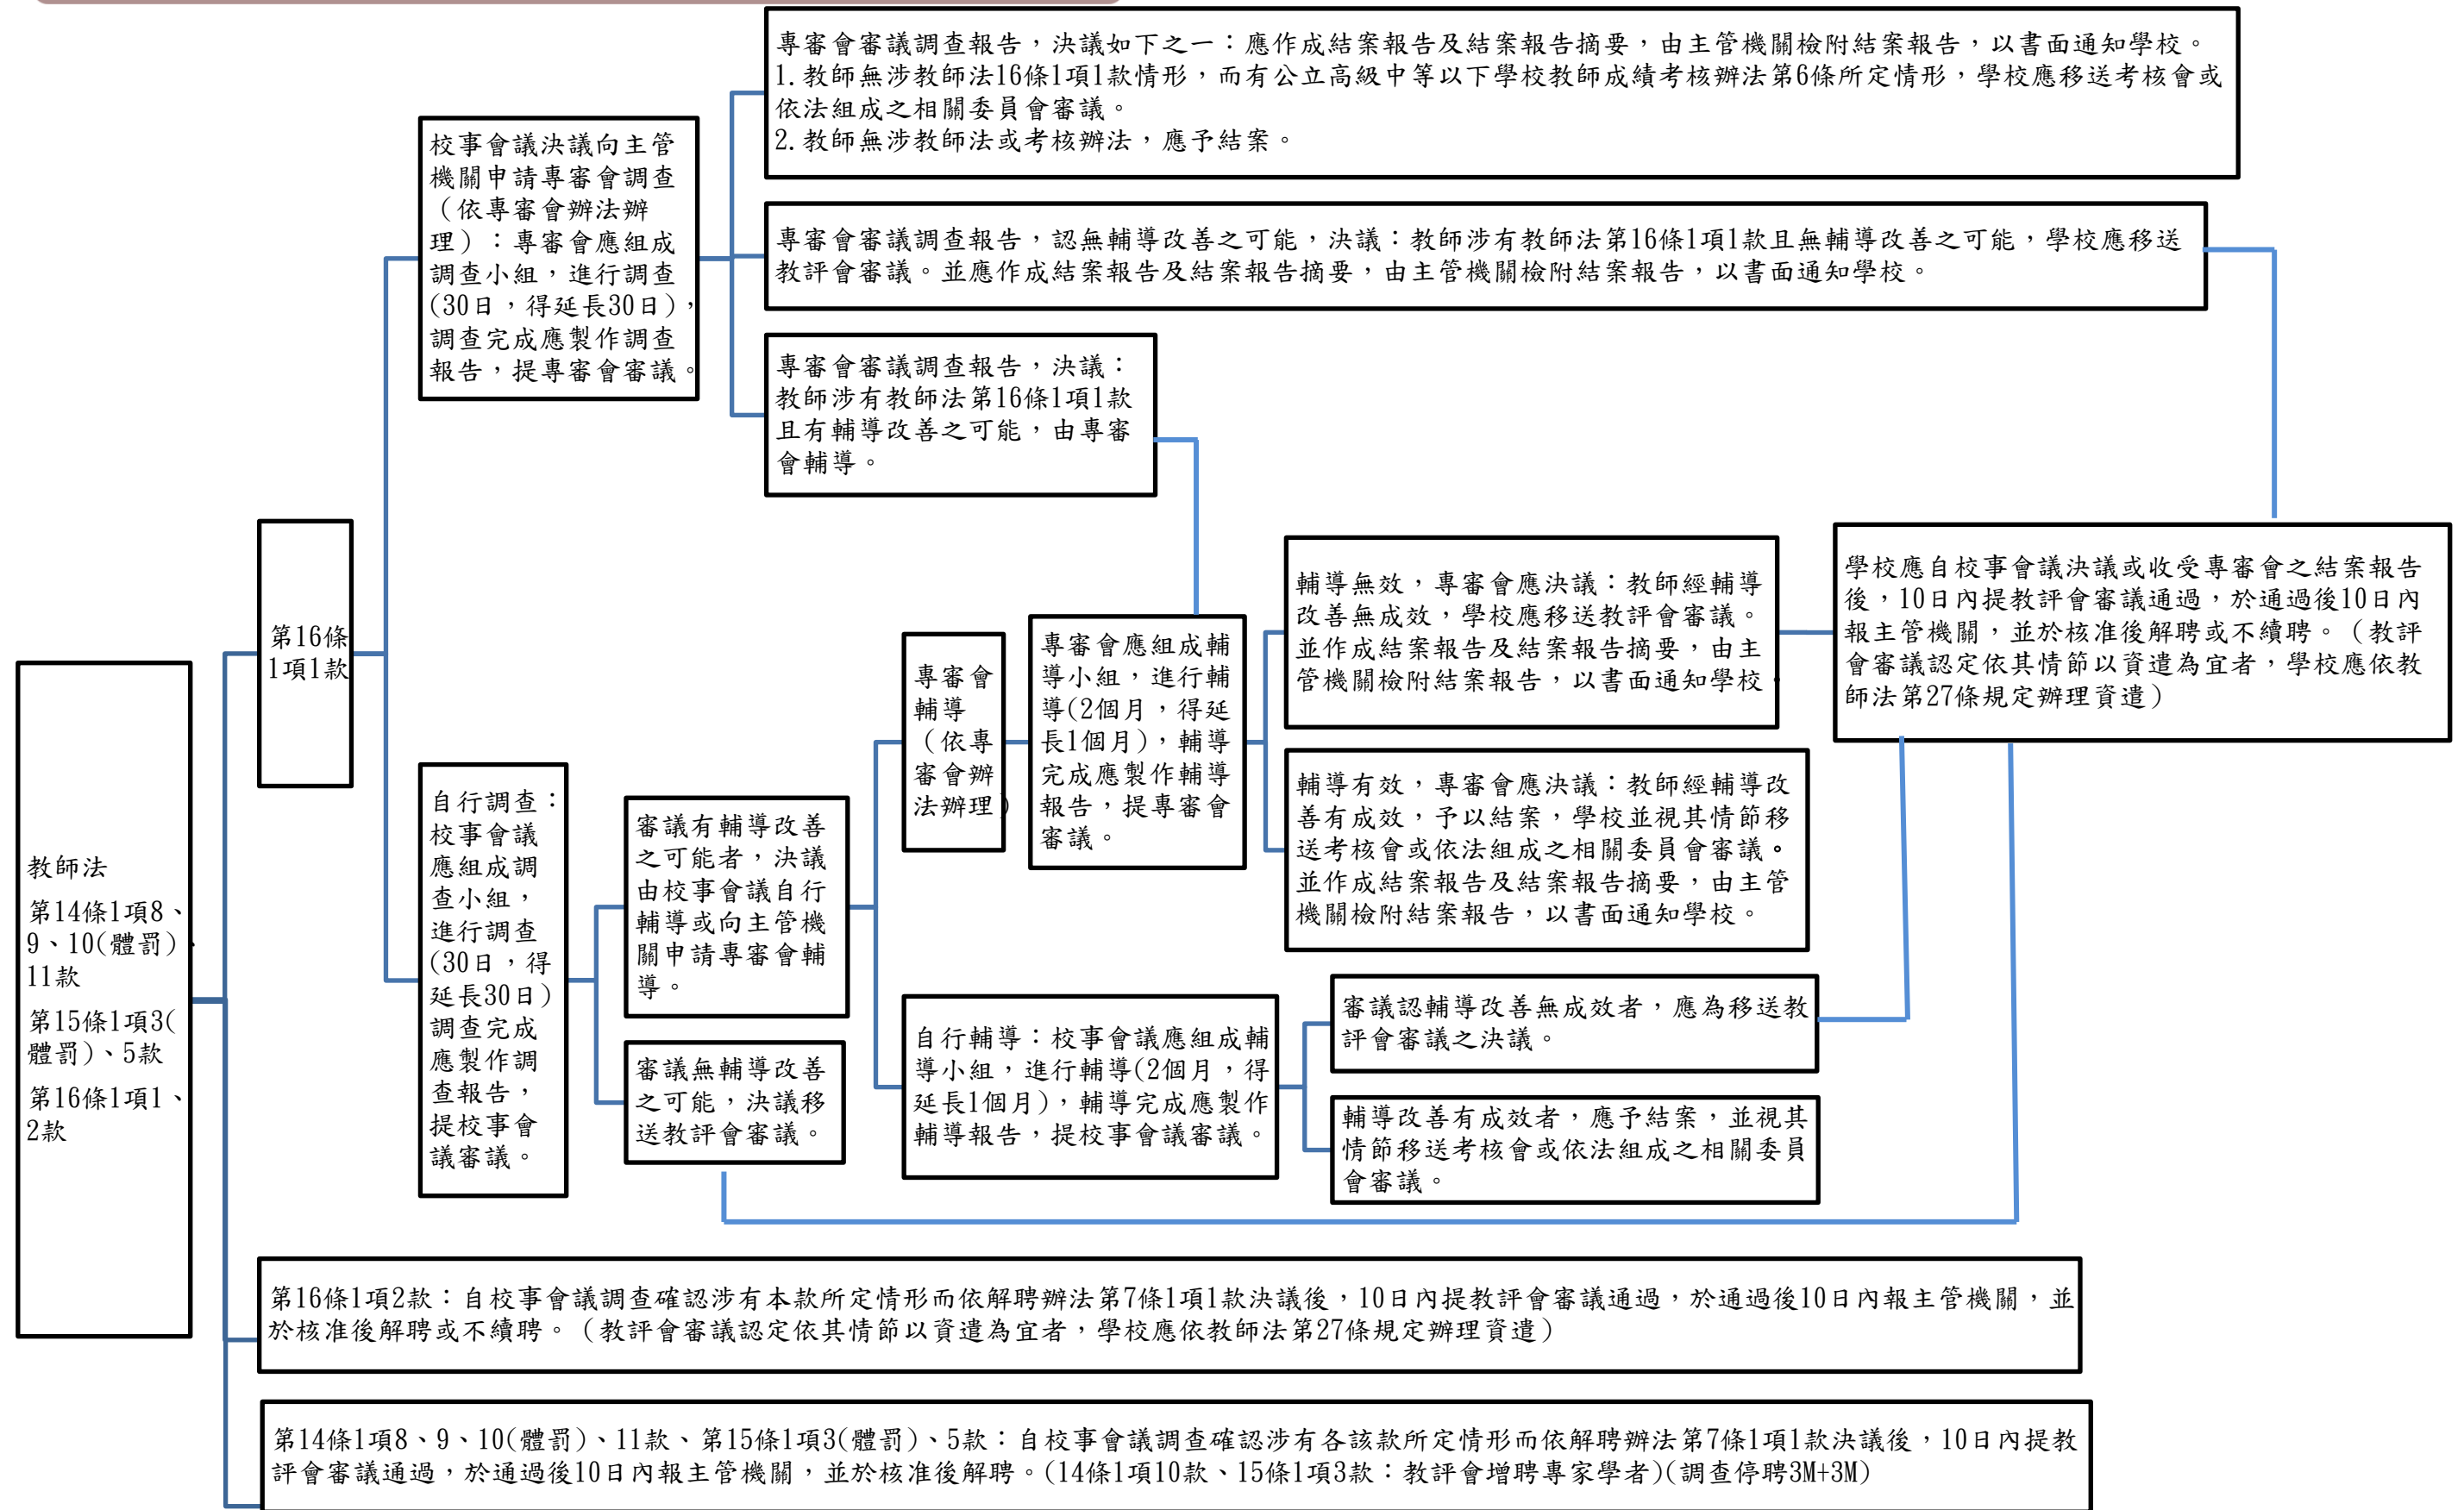 專審會審議調查報告，決議如下之一：應作成結案報告及結案報告摘要，由主管機關檢附結案報告，以書面通知學校。
1.教師無涉教師法16條1項1款情形，而有公立高級中等以下學校教師成績考核辦法第6條所定情形，學校應移送考核會或
依法組成之相關委員會審議。
2.教師無涉教師法或考核辦法，應予結案。
校事會議決議向主管
機關申請專審會調查
（依專審會辦法辦
理）：專審會應組成
調查小組，進行調查
(30日，得延長30日)，
調查完成應製作調查
報告，提專審會審議。
專審會審議調查報告，認無輔導改善之可能，決議：教師涉有教師法第16條1項1款且無輔導改善之可能，學校應移送
教評會審議。並應作成結案報告及結案報告摘要，由主管機關檢附結案報告，以書面通知學校。
專審會審議調查報告，決議：
教師涉有教師法第16條1項1款
且有輔導改善之可能，由專審
會輔導。
第16條
1項1款
教師法
第14條1項8、
9、10(體罰)、
11款
第15條1項3(
體罰)、5款
第16條1項1、
2款
自行調查：
校事會議
應組成調
查小組，
進行調查
(30日，得
延長30日)
調查完成
應製作調
查報告，
提校事會
議審議。
審議有輔導改善
之可能者，決議
由校事會議自行
輔導或向主管機
關申請專審會輔
導。
審議無輔導改善
之可能，決議移
送教評會審議。
專審會
輔導
（依專
審會辦
法辦理）
專審會應組成輔
導小組，進行輔
導(2個月，得延
長1個月)，輔導
完成應製作輔導
報告，提專審會
審議。
輔導無效，專審會應決議：教師經輔導
改善無成效，學校應移送教評會審議。
並作成結案報告及結案報告摘要，由主
管機關檢附結案報告，以書面通知學校。
輔導有效，專審會應決議：教師經輔導改
善有成效，予以結案，學校並視其情節移
送考核會或依法組成之相關委員會審議。
並作成結案報告及結案報告摘要，由主管
機關檢附結案報告，以書面通知學校。
學校應自校事會議決議或收受專審會之結案報告
後，10日內提教評會審議通過，於通過後10日內
報主管機關，並於核准後解聘或不續聘。（教評
會審議認定依其情節以資遣為宜者，學校應依教
師法第27條規定辦理資遣）
自行輔導：校事會議應組成輔
導小組，進行輔導(2個月，得
延長1個月)，輔導完成應製作
輔導報告，提校事會議審議。
審議認輔導改善無成效者，應為移送教
評會審議之決議。
輔導改善有成效者，應予結案，並視其
情節移送考核會或依法組成之相關委員
會審議。
第16條1項2款：自校事會議調查確認涉有本款所定情形而依解聘辦法第7條1項1款決議後，10日內提教評會審議通過，於通過後10日內報主管機關，並
於核准後解聘或不續聘。（教評會審議認定依其情節以資遣為宜者，學校應依教師法第27條規定辦理資遣）
第14條1項8、9、10(體罰)、11款、第15條1項3(體罰)、5款：自校事會議調查確認涉有各該款所定情形而依解聘辦法第7條1項1款決議後，10日內提教
評會審議通過，於通過後10日內報主管機關，並於核准後解聘。(14條1項10款、15條1項3款：教評會增聘專家學者)(調查停聘3M+3M)